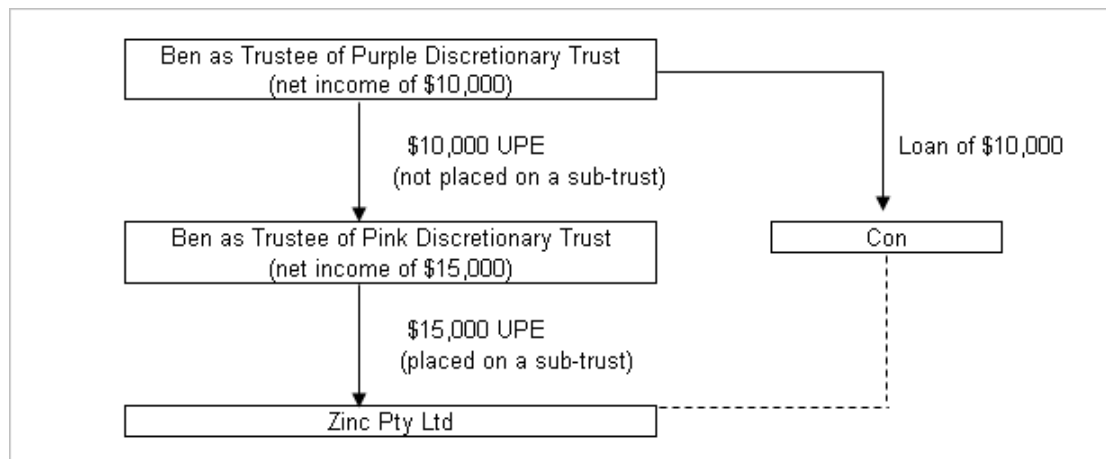 Ben as Trustee of Purple Discretionary Trust
(net income of $10,000)
$10,000 UPE
(not placed on a sub-trust)
Loan of $10,000
Ben as Trustee of Pink Discretionary Trust
(net income of $15,000)
Con
$15,000 UPE
(placed on a sub-trust)
Zinc Pty Ltd